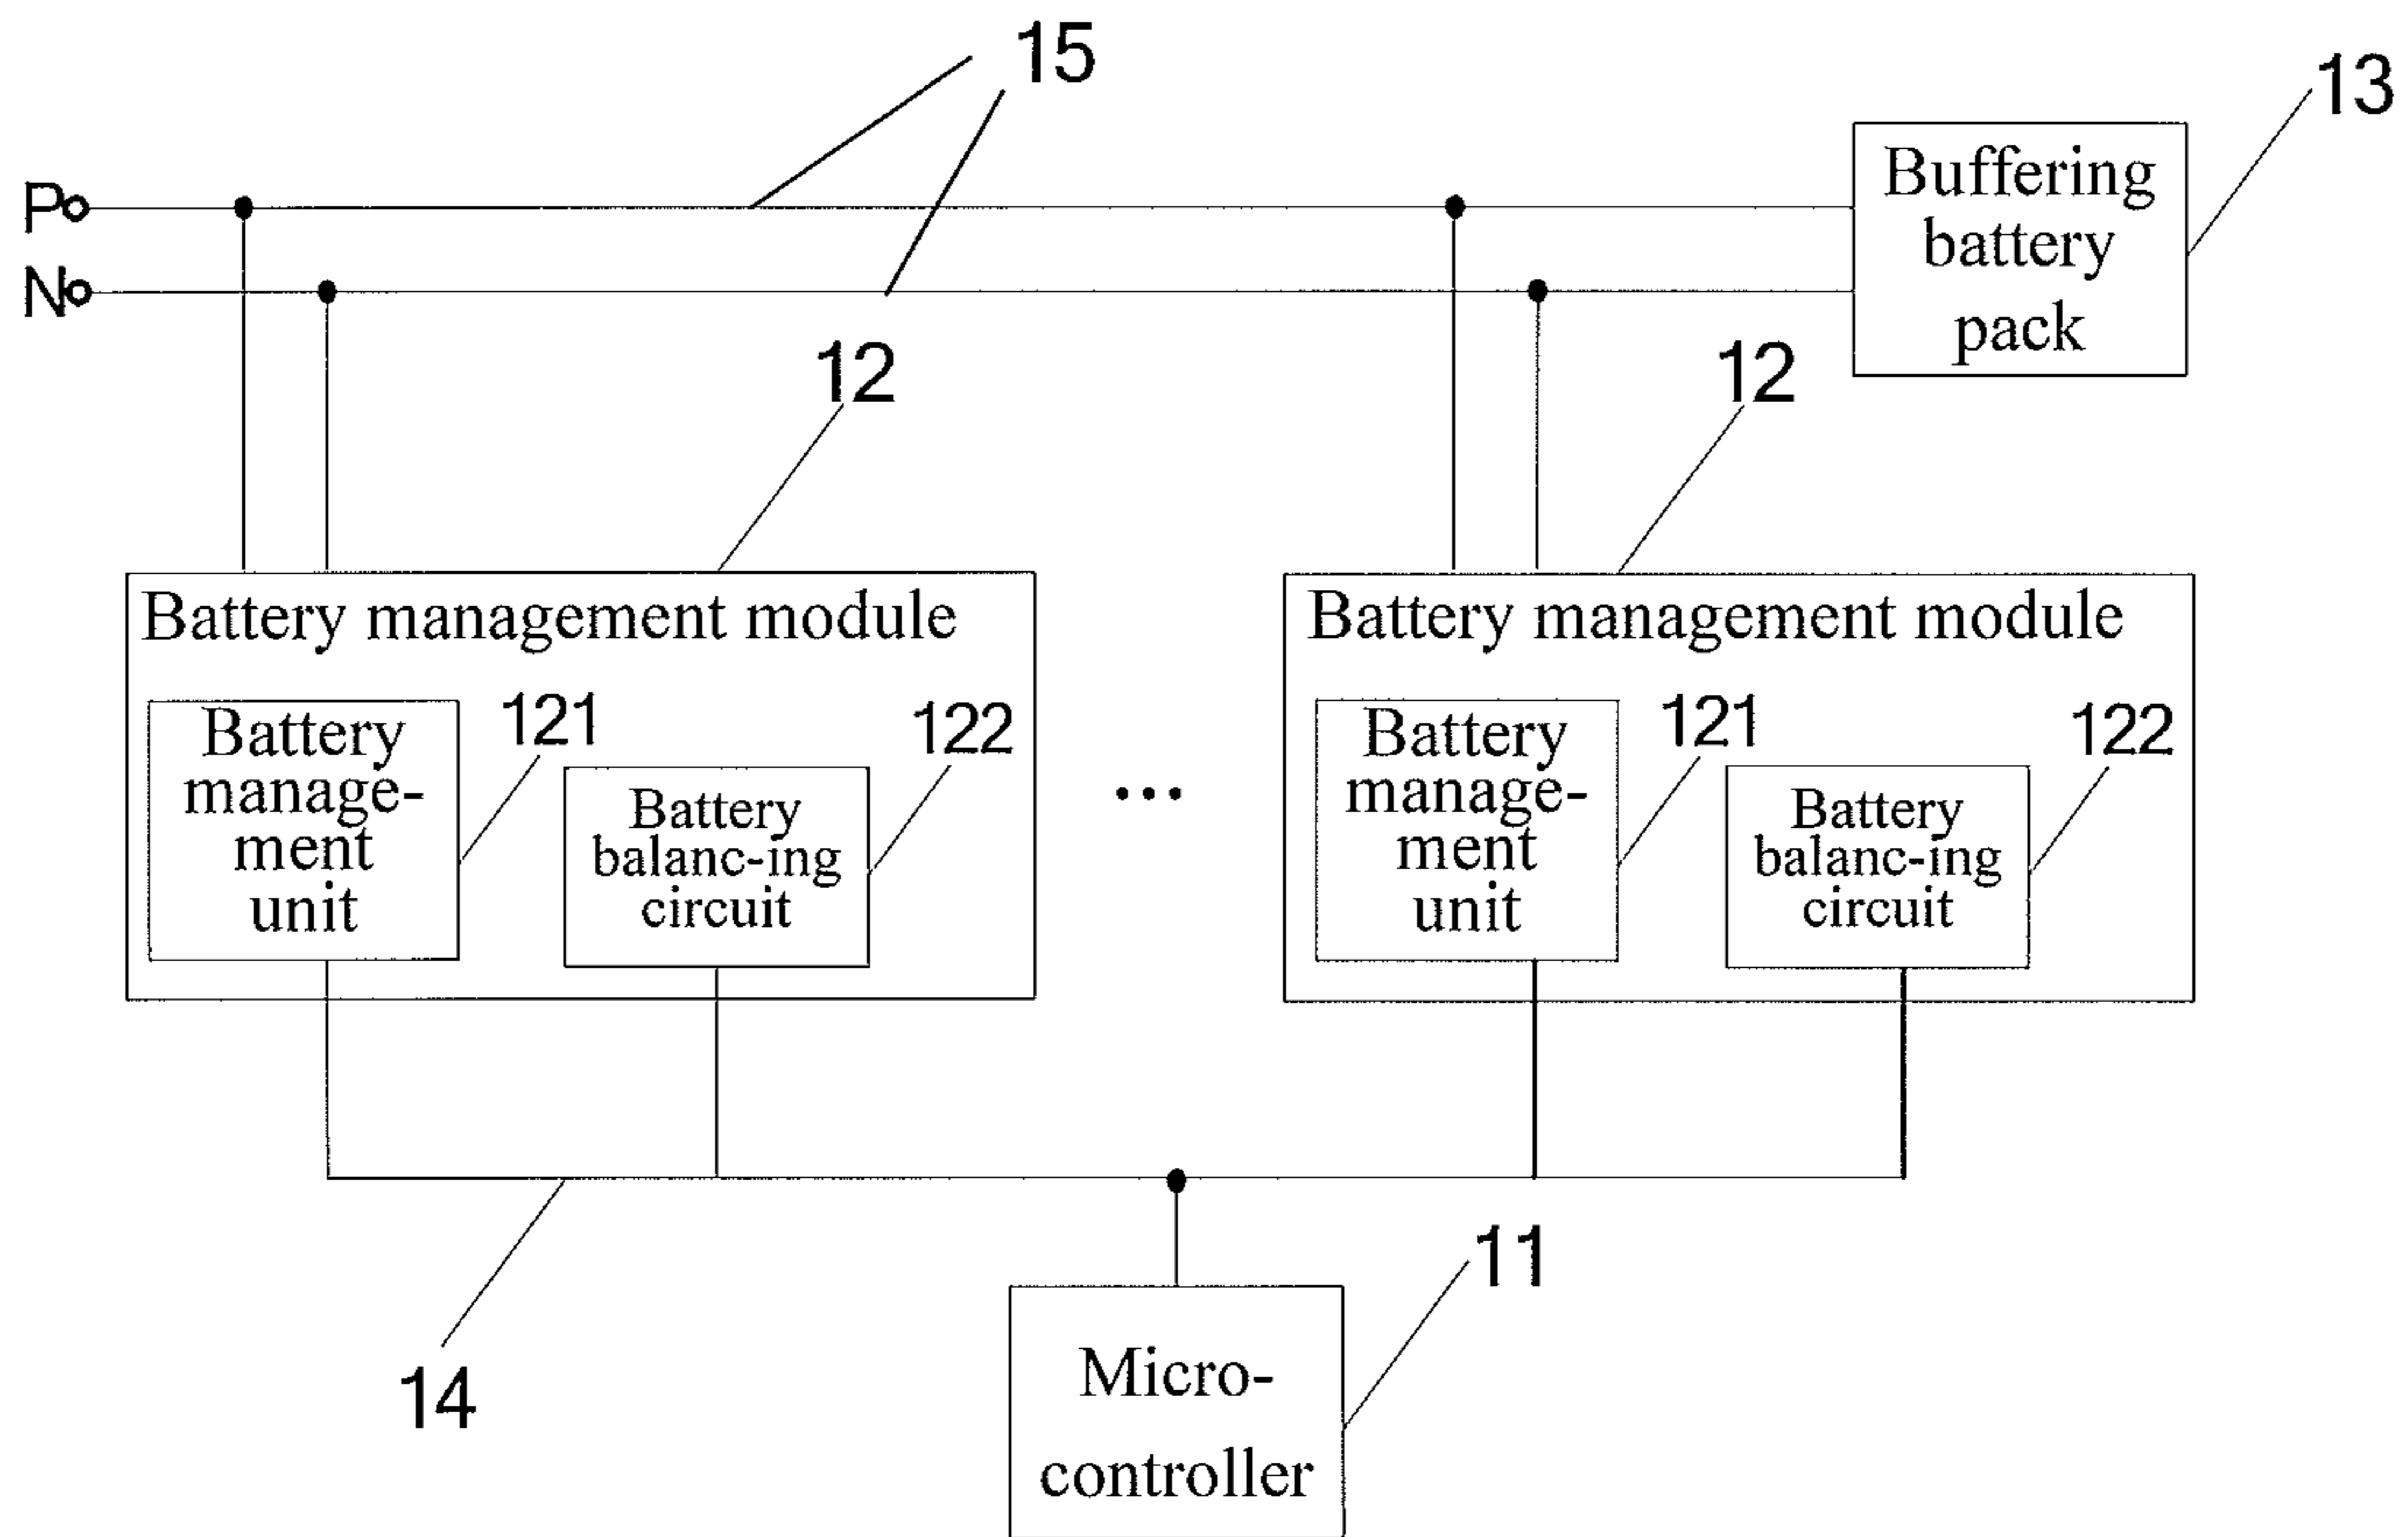 15
13
Buffering
battery
pack
P
N
12
12
Battery management module
Battery management module
121
122
121
122
Battery
manage-
ment
unit
Battery
balanc-ing
circuit
...
Battery
manage-
ment
unit
Battery
balanc-ing
circuit
14
11
Micro-
controller